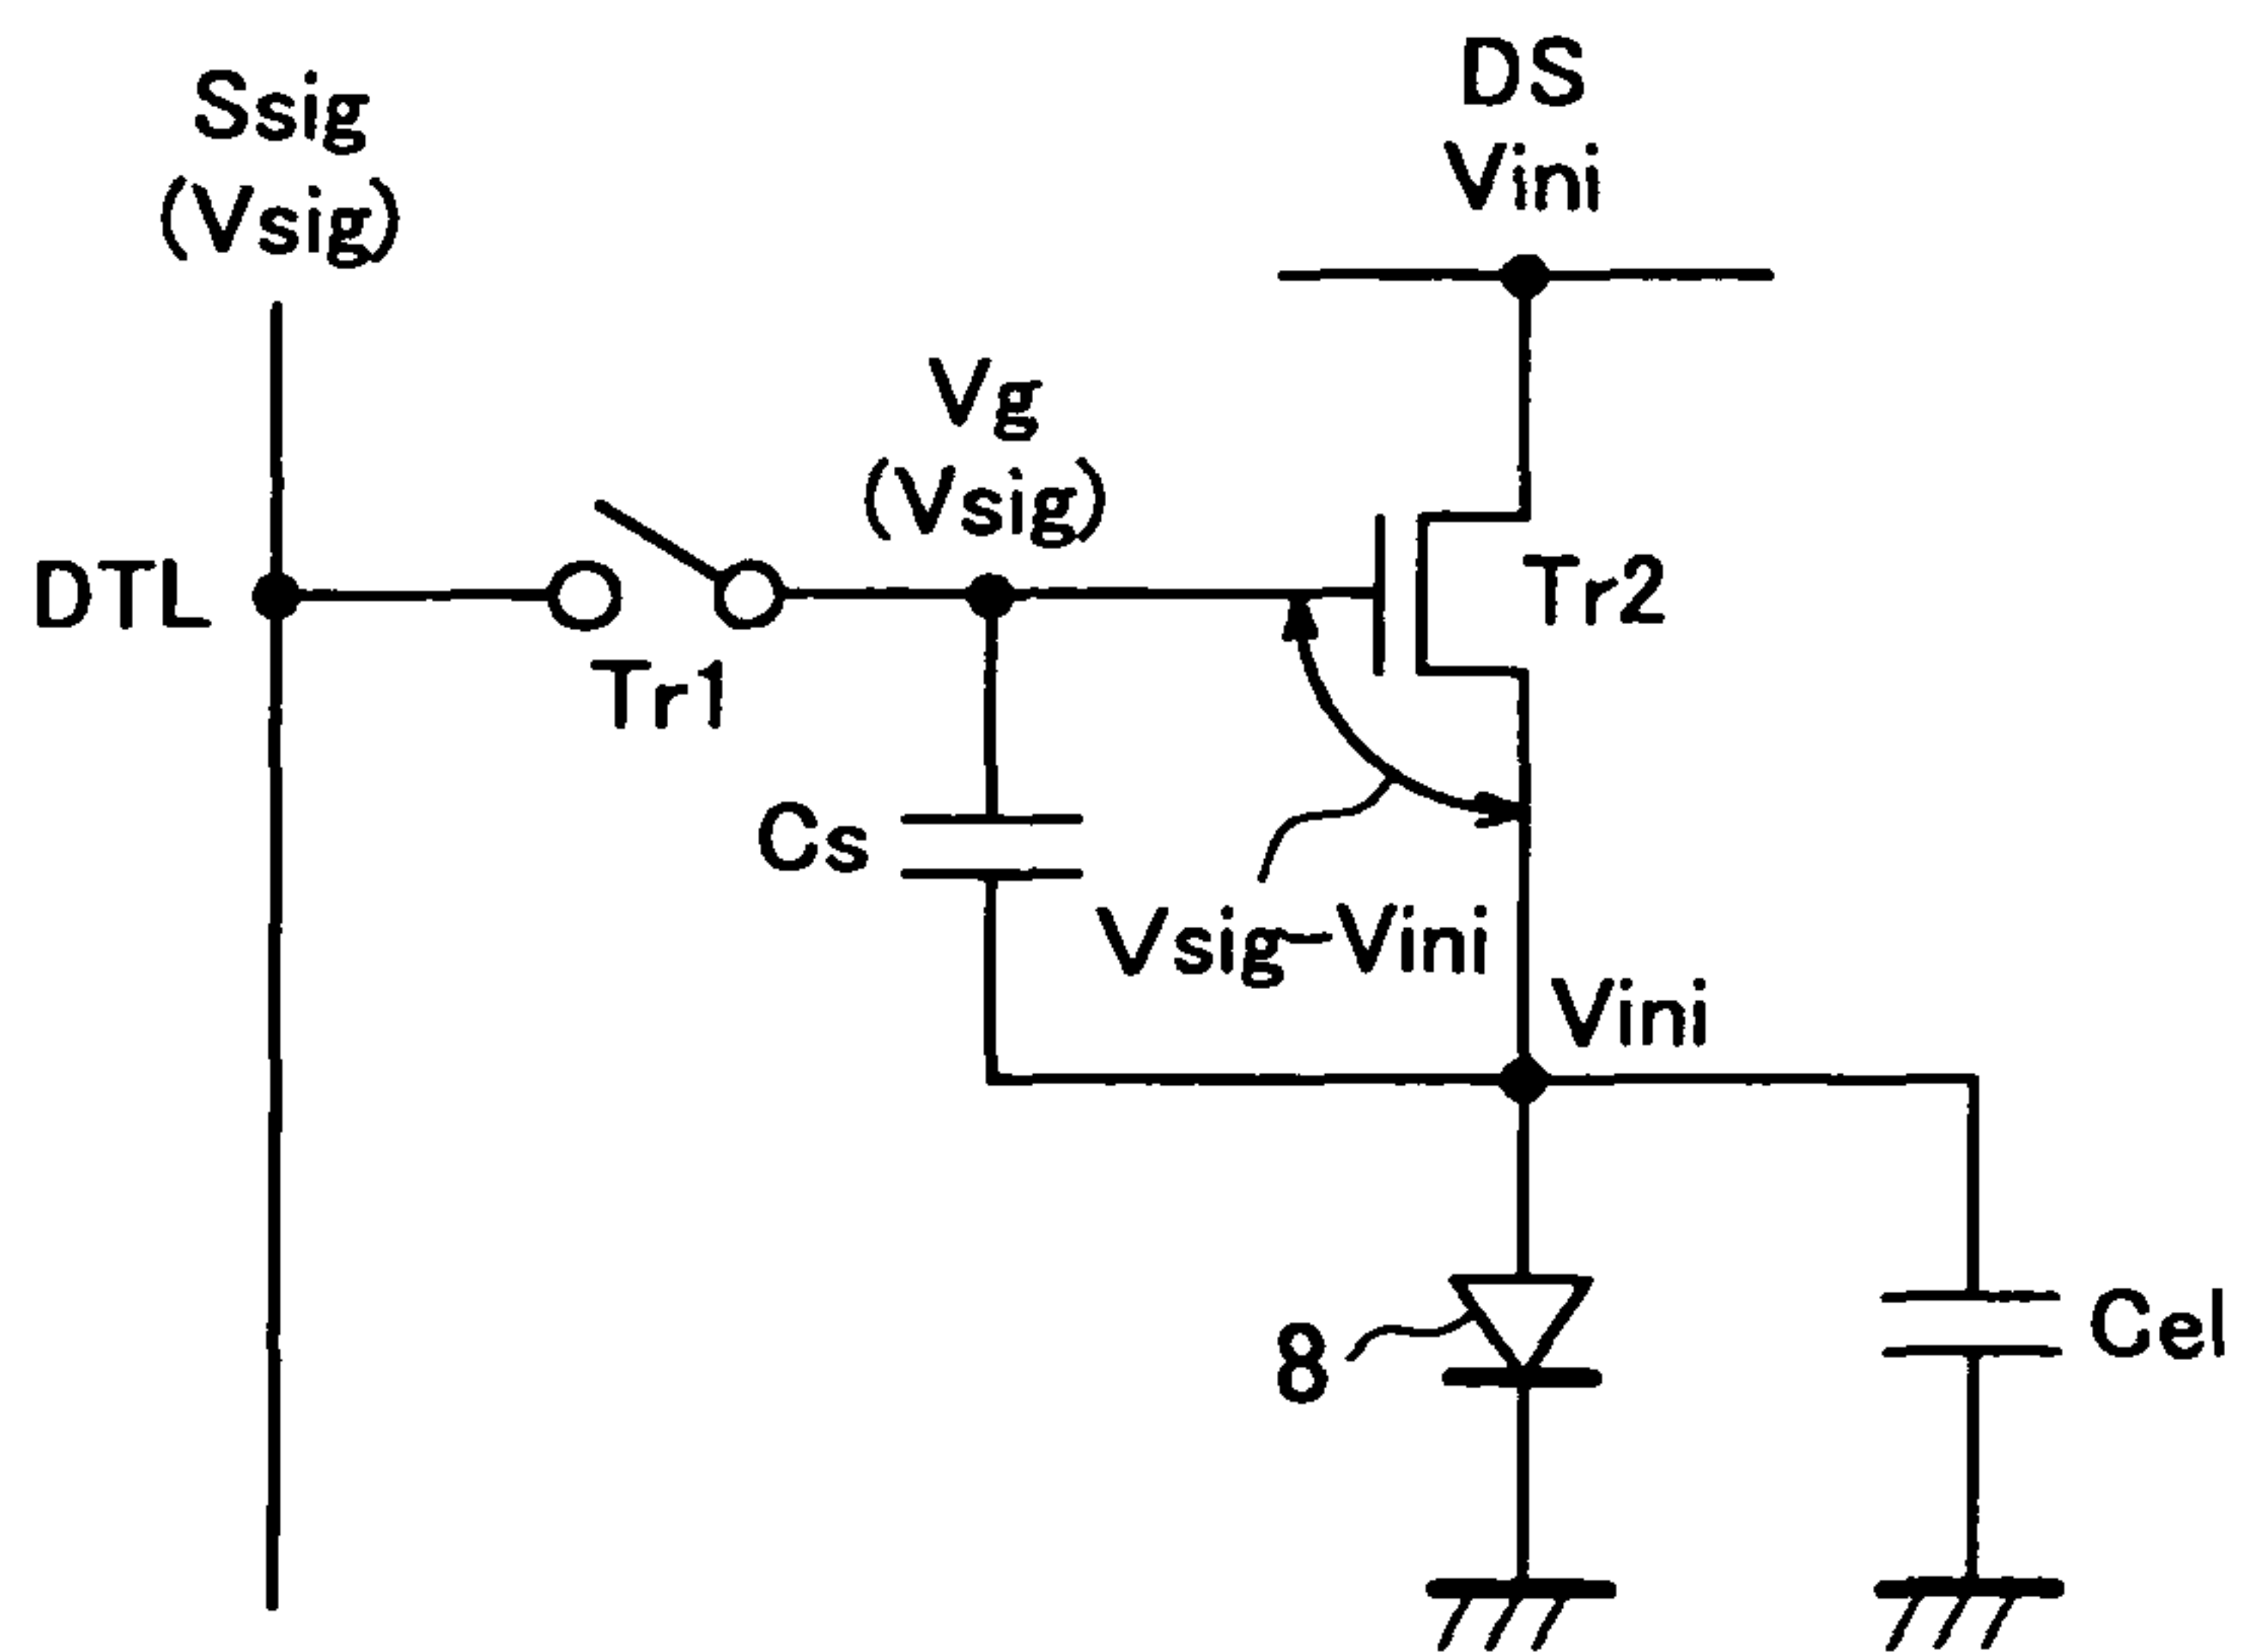 Ssig
(Vsig)
DS
Vini
Vg
(Vsig)
DTL
Tr1
Tr2
Cs
Vsig-Vini
Vini
8
Cel